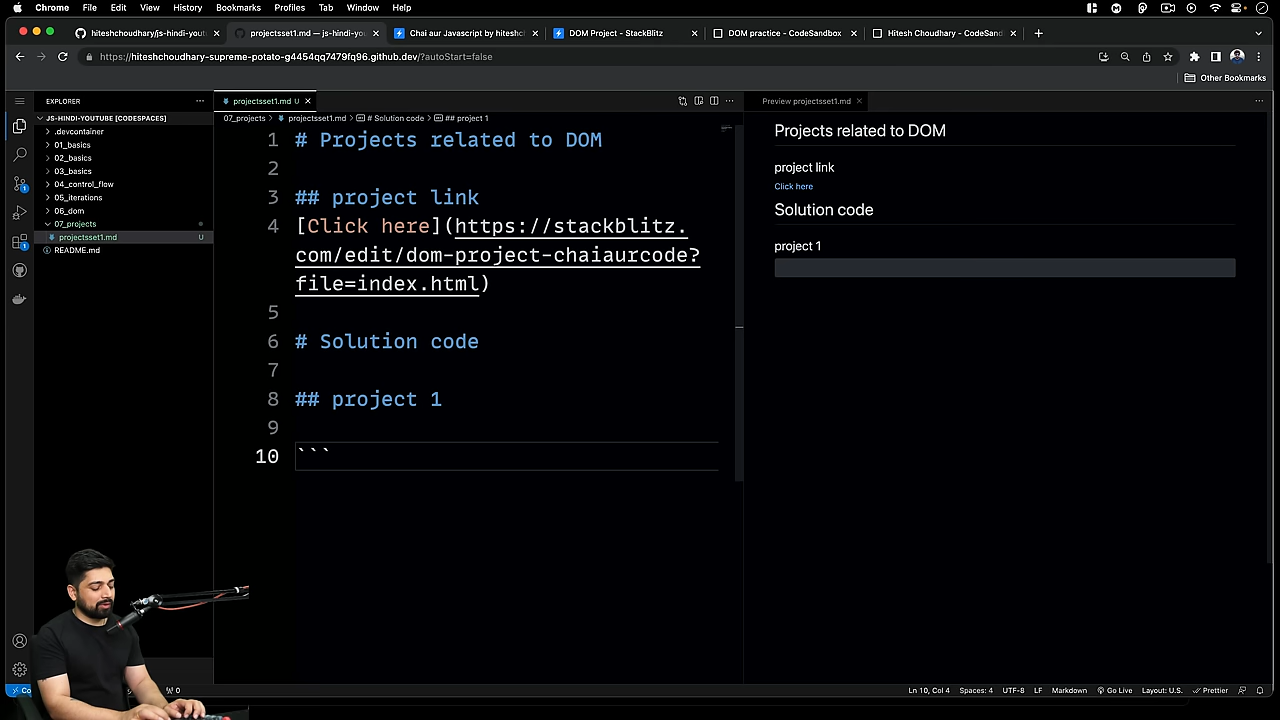 Chrome File Edit View History Bookmarks Profiles Tab Window Help
hiteshchoudhary/js-hindi-yout
projectsset1.md — js-hindi-you
Chai aur Javascript by hiteshch
DOM Project - StackBlitz
DOM practice - CodeSandbox
Hitesh Choudhary - CodeSand
https://hiteshchoudhary-supreme-potato-g4454qq7479fq96.github.dev/?autoStart=false
Other Bookmarks
EXPLORER
JS-HINDI-YOUTUBE [CODESPACES]
.devcontainer
01_basics
02_basics
03_basics
04_control_flow
05_iterations
06_dom
07_projects
projectsset1.md U
README.md
projectsset1.md U
07_projects > projectsset1.md > # Solution code > ## project 1
1 # Projects related to DOM
2
3 ## project link
4 [Click here](https://stackblitz.
com/edit/dom-project-chaiaurcode?
file=index.html)
5
6 # Solution code
7
8 ## project 1
9
10 ```
Preview projectsset1.md
Projects related to DOM
project link
Click here
Solution code
project 1
0
Ln 10, Col 4 Spaces: 4 UTF-8 LF Markdown Go Live Layout: U.S. Prettier